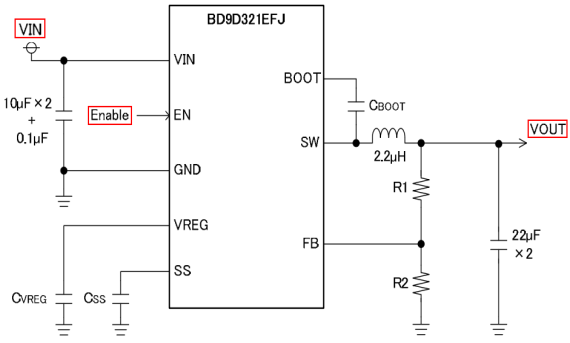 BD9D321EFJ
VIN
VIN
BOOT
10μF×2
+
0.1μF
CBOOT
Enable
EN
VOUT
SW
2.2μH
GND
R1
VREG
FB
22μF
×2
SS
R2
CVREG
CSS